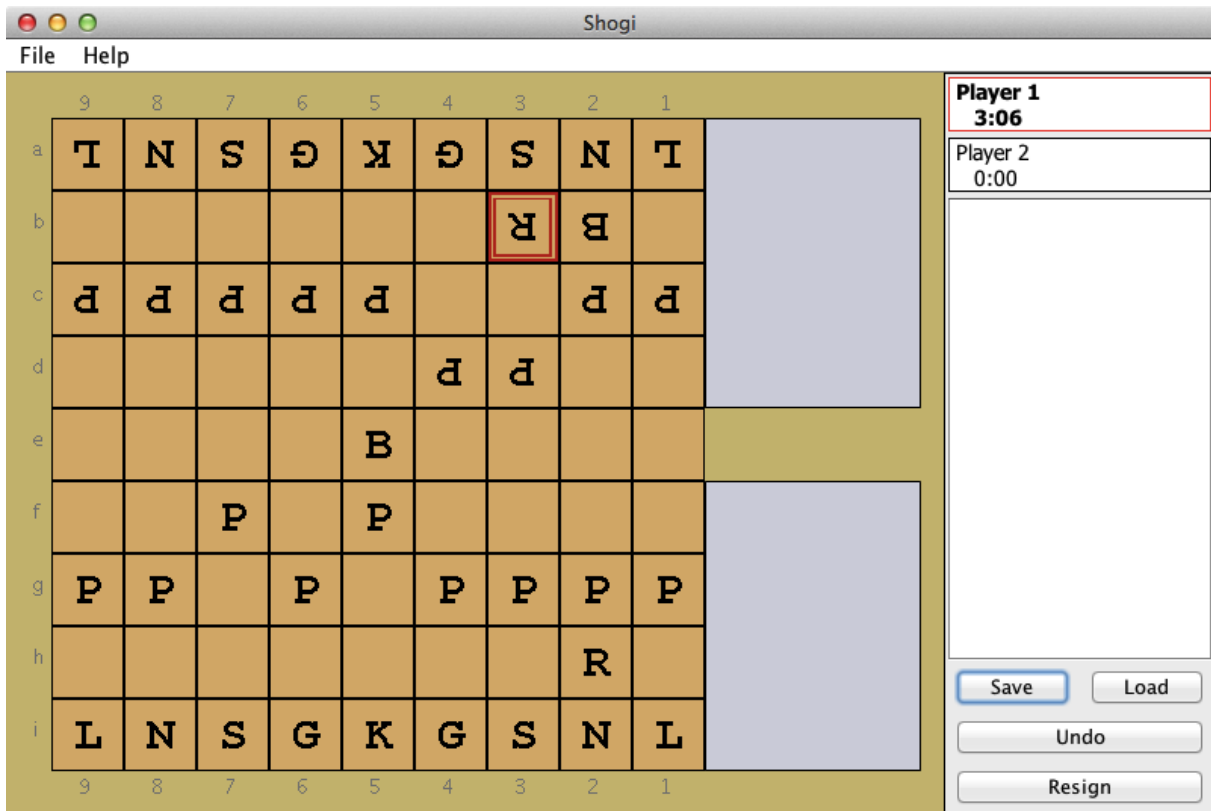 Shogi
File Help
9 8 7 6 5 4 3 2 1
a L N S G K G S N L
b R B
c P P P P P P P
d P P
e B
f P P
g P P P P P P P
h R
i L N S G K G S N L
9 8 7 6 5 4 3 2 1
Player 1
3:06
Player 2
0:00
Save Load
Undo
Resign